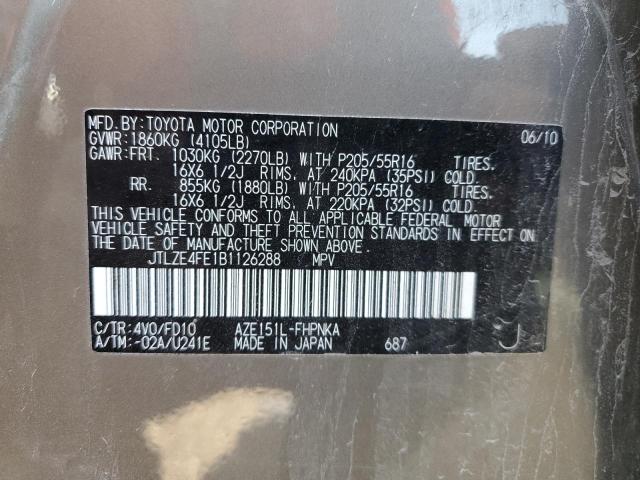 MFD.BY:TOYOTA MOTOR CORPORATION 06/10
GVWR:1860KG (4105LB)
GAWR:FRT. 1030KG (2270LB) WITH P205/55R16 TIRES.
16X6 1/2J RIMS, AT 240KPA (35PSI) COLD
RR. 855KG (1880LB) WITH P205/55R16 TIRES,
16X6 1/2J RIMS, AT 220KPA (32PSI) COLD.
THIS VEHICLE CONFORMS TO ALL APPLICABLE FEDERAL MOTOR
VEHICLE SAFETY AND THEFT PREVENTION STANDARDS IN EFFECT
ON THE DATE OF MANUFACTURE SHOWN ABOVE.
JTLZE4FE1B1126288 MPV
C/TR:4V0/FD10 AZE151L-FHPNKA
A/TM:-02A/U241E MADE IN JAPAN 687 J